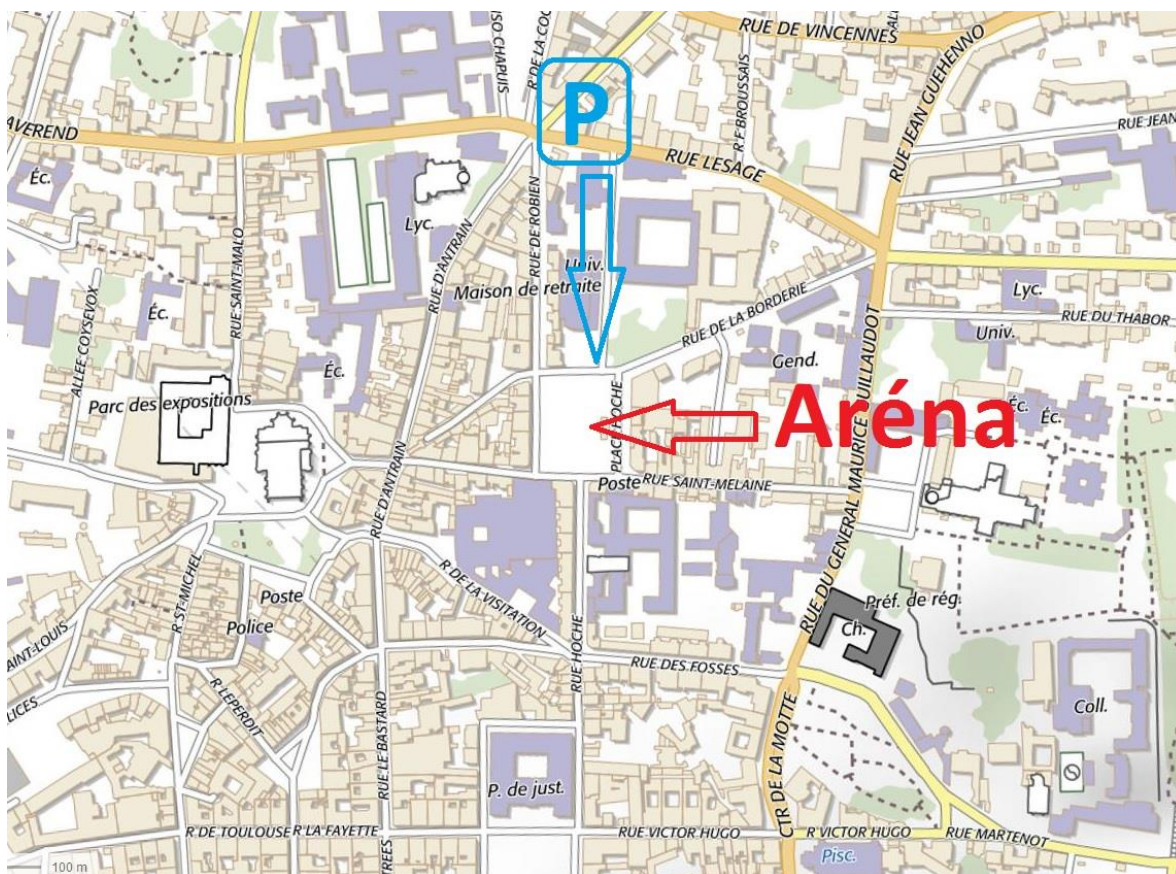 RUE DE VINCENNES
R DE LA COC
ISO CHAPUIS
P
R F BROUSSAIS
RUE JEAN GUEHENNO
RUE JEAN
AVEREND
RUE LESAGE
Éc.
Lyc.
RUE D'ANTRAIN
RUE DE ROBIEN
RUE SAINT-MALO
Univ.
Maison de retraite
ALLEE COYSEVOX
Éc.
RUE DE LA BORDERIE
Lyc.
RUE DU THABOR
Univ.
Gend.
Éc.
Parc des expositions
PLACE HOCHE
Aréna
Éc.
Éc.
RUE DU GENERAL MAURICE GUILLAUDOT
Poste
RUE SAINT-MELAINE
RUE D'ANTRAIN
R ST-MICHEL
R DE LA VISITATION
Poste
Police
Préf. de rég.
Ch.
AINT-LOUIS
RUE HOCHE
RUE DES FOSSES
LICES
R LEPERDIT
RUE LE BASTARD
Coll.
P. de just.
CTR DE LA MOTTE
R DE TOULOUSE
R LA FAYETTE
RUE VICTOR HUGO
R VICTOR HUGO
RUE MARTENOT
TREES
Pisc.
100 m